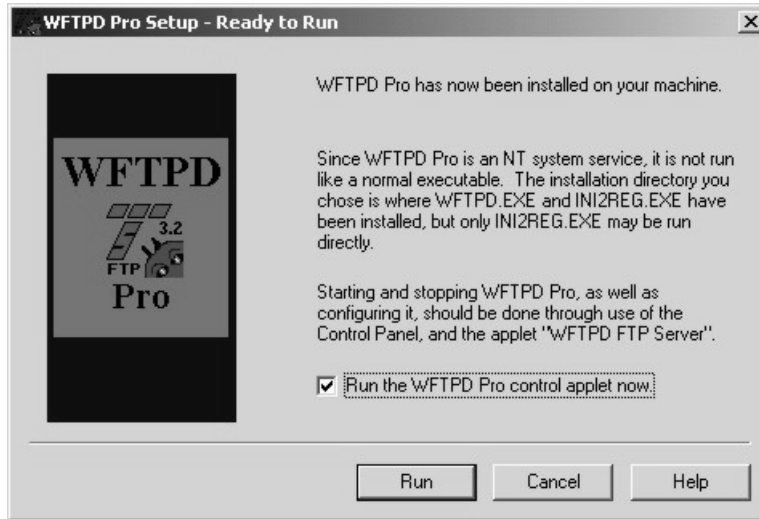 WFTPD Pro Setup - Ready to Run
WFTPD
3.2
FTP
Pro
WFTPD Pro has now been installed on your machine.
Since WFTPD Pro is an NT system service, it is not run
like a normal executable. The installation directory you
chose is where WFTPD.EXE and INI2REG.EXE have
been installed, but only INI2REG.EXE may be run
directly.
Starting and stopping WFTPD Pro, as well as
configuring it, should be done through use of the
Control Panel, and the applet "WFTPD FTP Server".
Run the WFTPD Pro control applet now.
Run
Cancel
Help